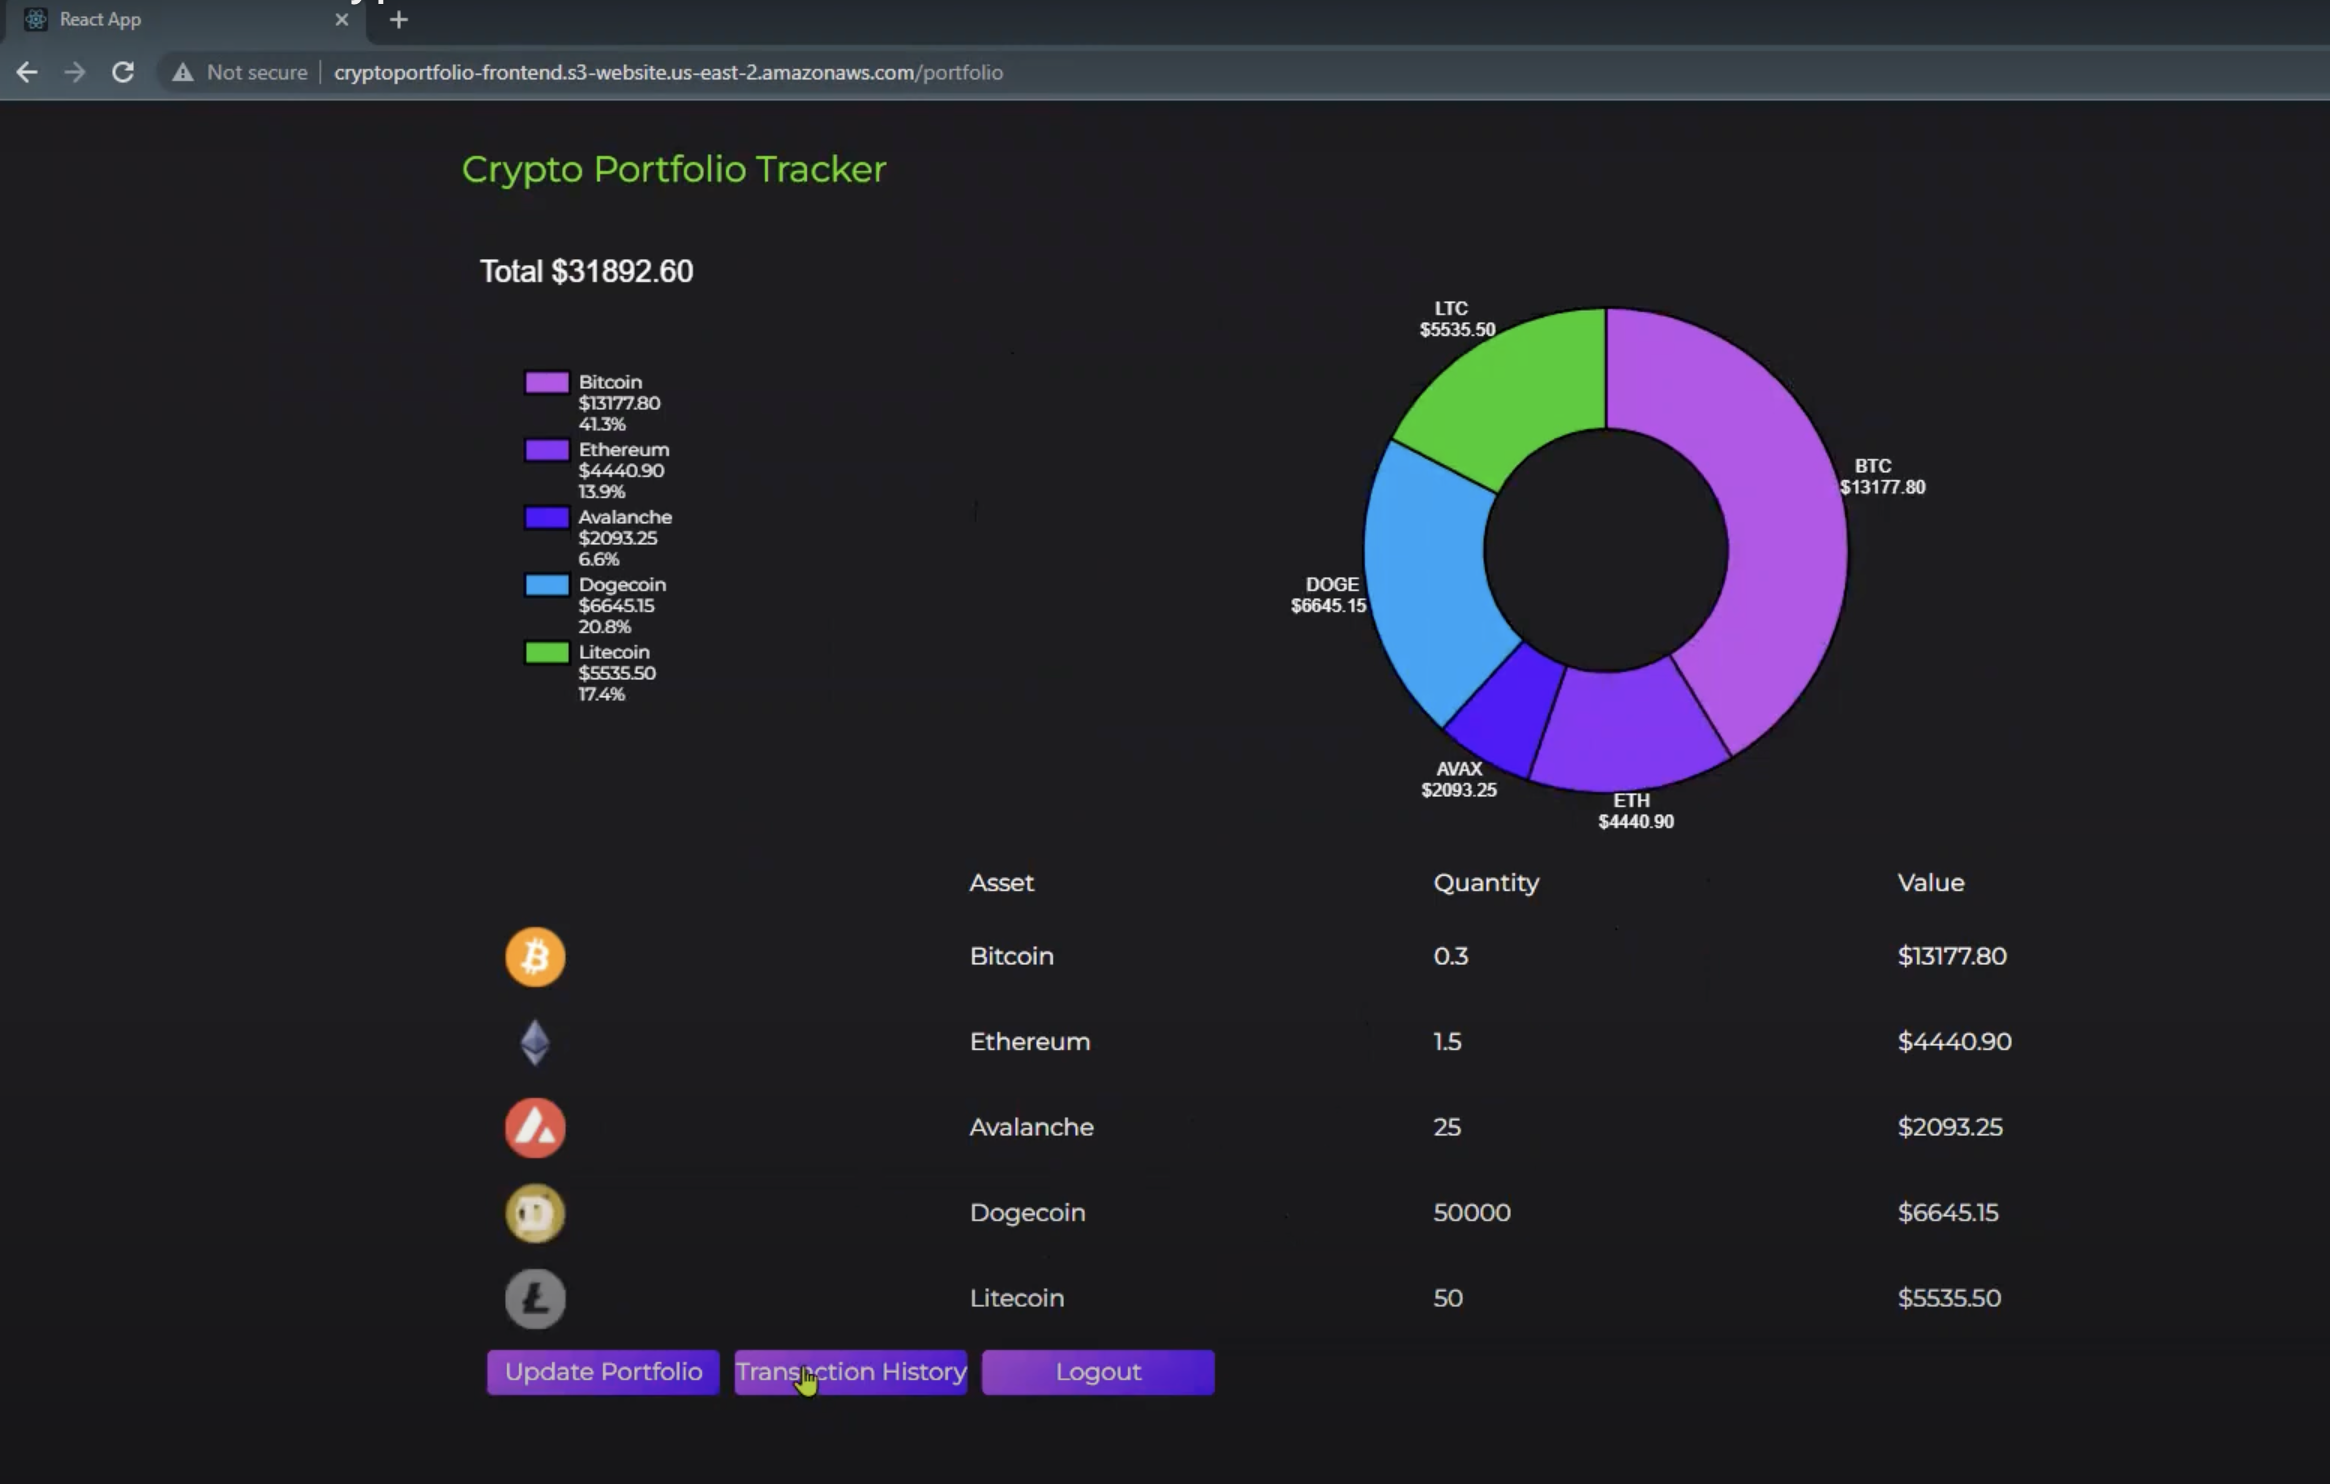 React App
Not secure | cryptoportfolio-frontend.s3-website.us-east-2.amazonaws.com/portfolio
Crypto Portfolio Tracker
Total $31892.60
Bitcoin
$13177.80
41.3%
Ethereum
$4440.90
13.9%
Avalanche
$2093.25
6.6%
Dogecoin
$6645.15
20.8%
Litecoin
$5535.50
17.4%
LTC
$5535.50
BTC
$13177.80
DOGE
$6645.15
AVAX
$2093.25
ETH
$4440.90
Asset Quantity Value
Bitcoin 0.3 $13177.80
Ethereum 1.5 $4440.90
Avalanche 25 $2093.25
Dogecoin 50000 $6645.15
Litecoin 50 $5535.50
Update Portfolio Transaction History Logout